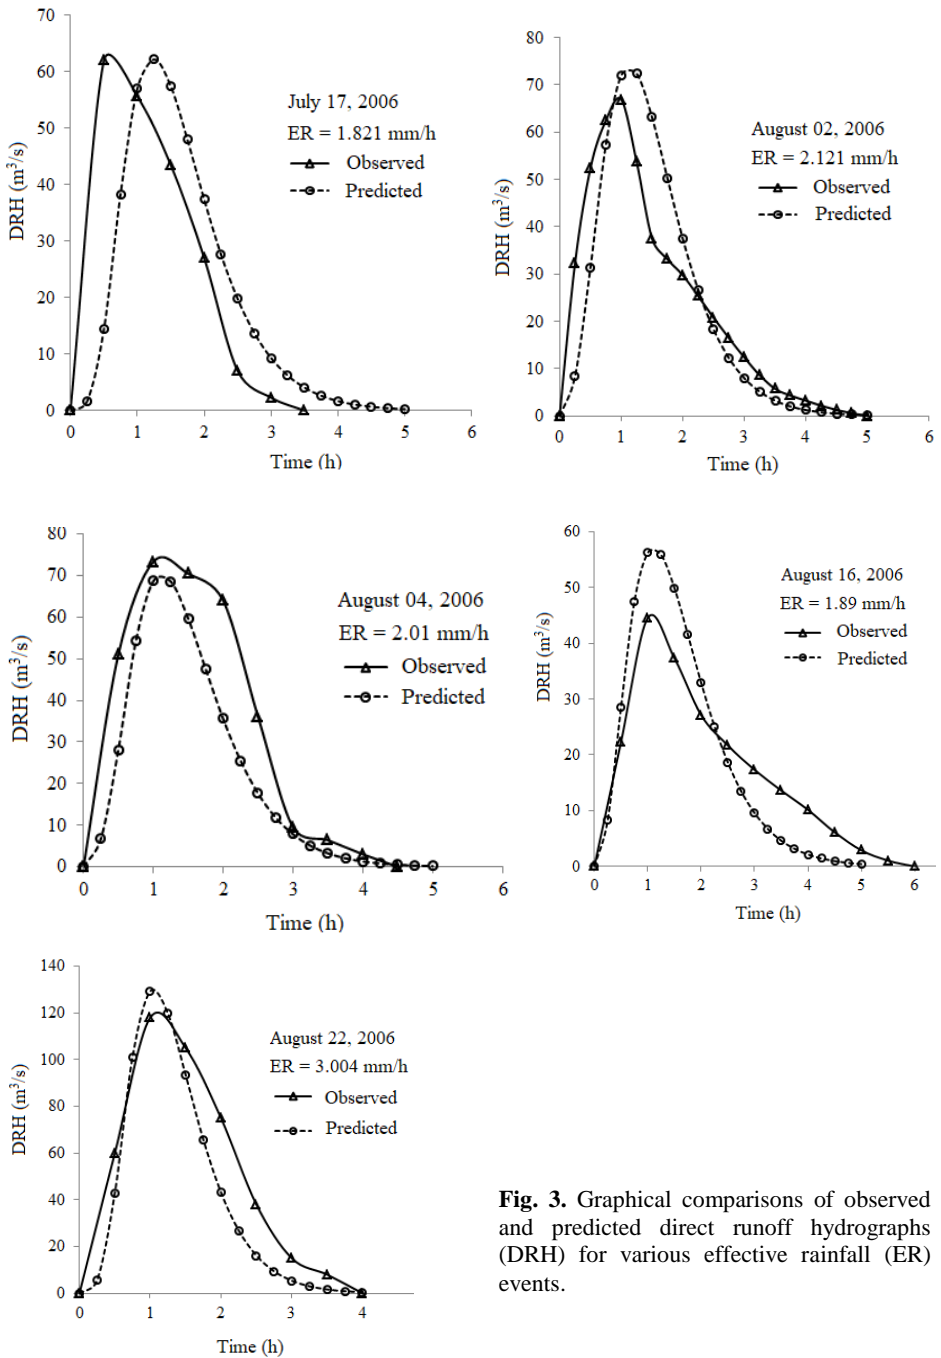 70
60
50
40
30
20
10
0
DRH (m³/s)
July 17, 2006
ER = 1.821 mm/h
Observed
Predicted
0 1 2 3 4 5 6
Time (h)
80
70
60
50
40
30
20
10
0
DRH (m³/s)
August 02, 2006
ER = 2.121 mm/h
Observed
Predicted
0 1 2 3 4 5 6
Time (h)
80
70
60
50
40
30
20
10
0
DRH (m³/s)
August 04, 2006
ER = 2.01 mm/h
Observed
Predicted
0 1 2 3 4 5 6
Time (h)
60
50
40
30
20
10
0
DRH (m³/s)
August 16, 2006
ER = 1.89 mm/h
Observed
Predicted
0 1 2 3 4 5 6
Time (h)
140
120
100
80
60
40
20
0
DRH (m³/s)
August 22, 2006
ER = 3.004 mm/h
Observed
Predicted
0 1 2 3 4
Time (h)
Fig. 3. Graphical comparisons of observed
and predicted direct runoff hydrographs
(DRH) for various effective rainfall (ER)
events.